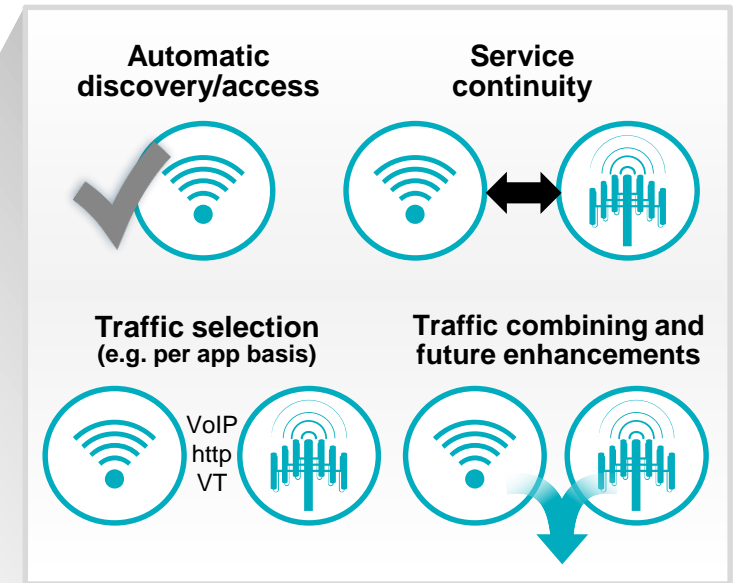 Automatic
discovery/access
Service
continuity
Traffic selection
(e.g. per app basis)
VoIP
http
VT
Traffic combining and
future enhancements